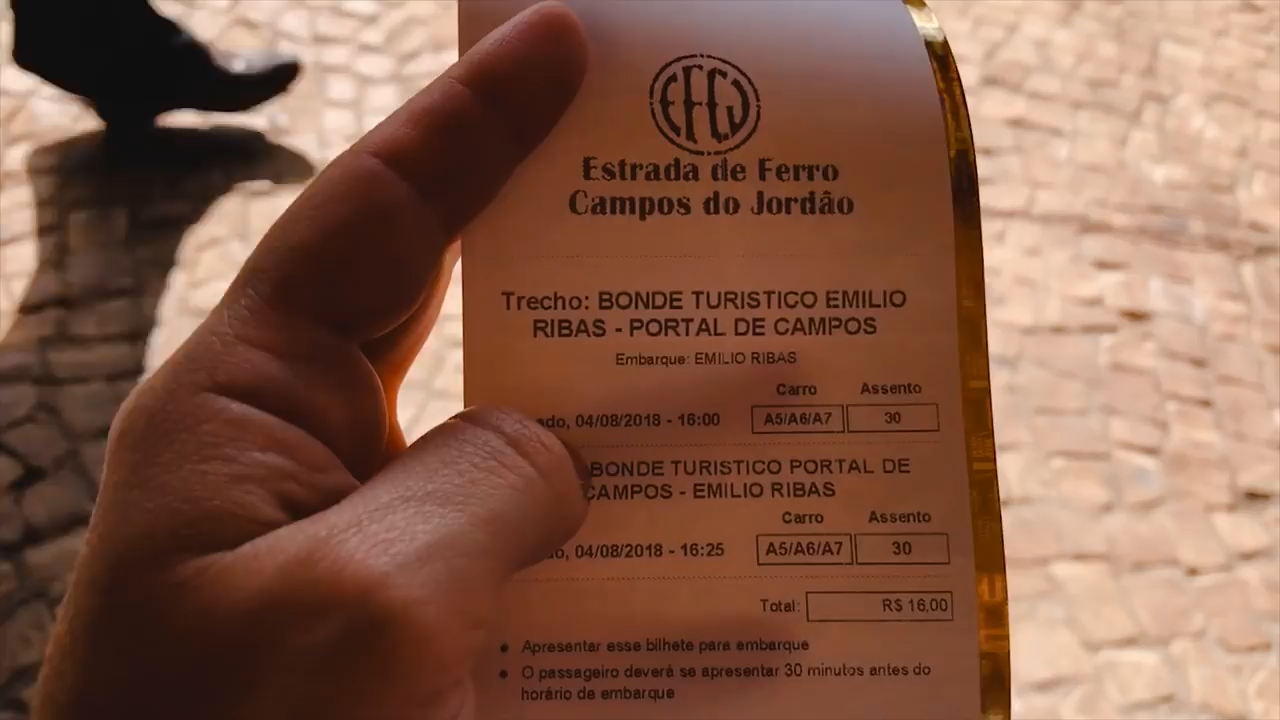 EFCJ
Estrada de Ferro
Campos do Jordão
Trecho: BONDE TURISTICO EMILIO
RIBAS - PORTAL DE CAMPOS
Embarque: EMILIO RIBAS
Carro Assento
04/08/2018 - 16:00 A5/A6/A7 30
BONDE TURISTICO PORTAL DE
CAMPOS - EMILIO RIBAS
Carro Assento
04/08/2018 - 16:25 A5/A6/A7 30
Total: R$ 16,00
• Apresentar esse bilhete para embarque
• O passageiro deverá se apresentar 30 minutos antes do
horário de embarque